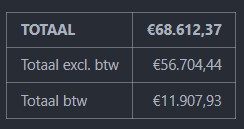 TOTAAL €68.612,37
Totaal excl. btw €56.704,44
Totaal btw €11.907,93